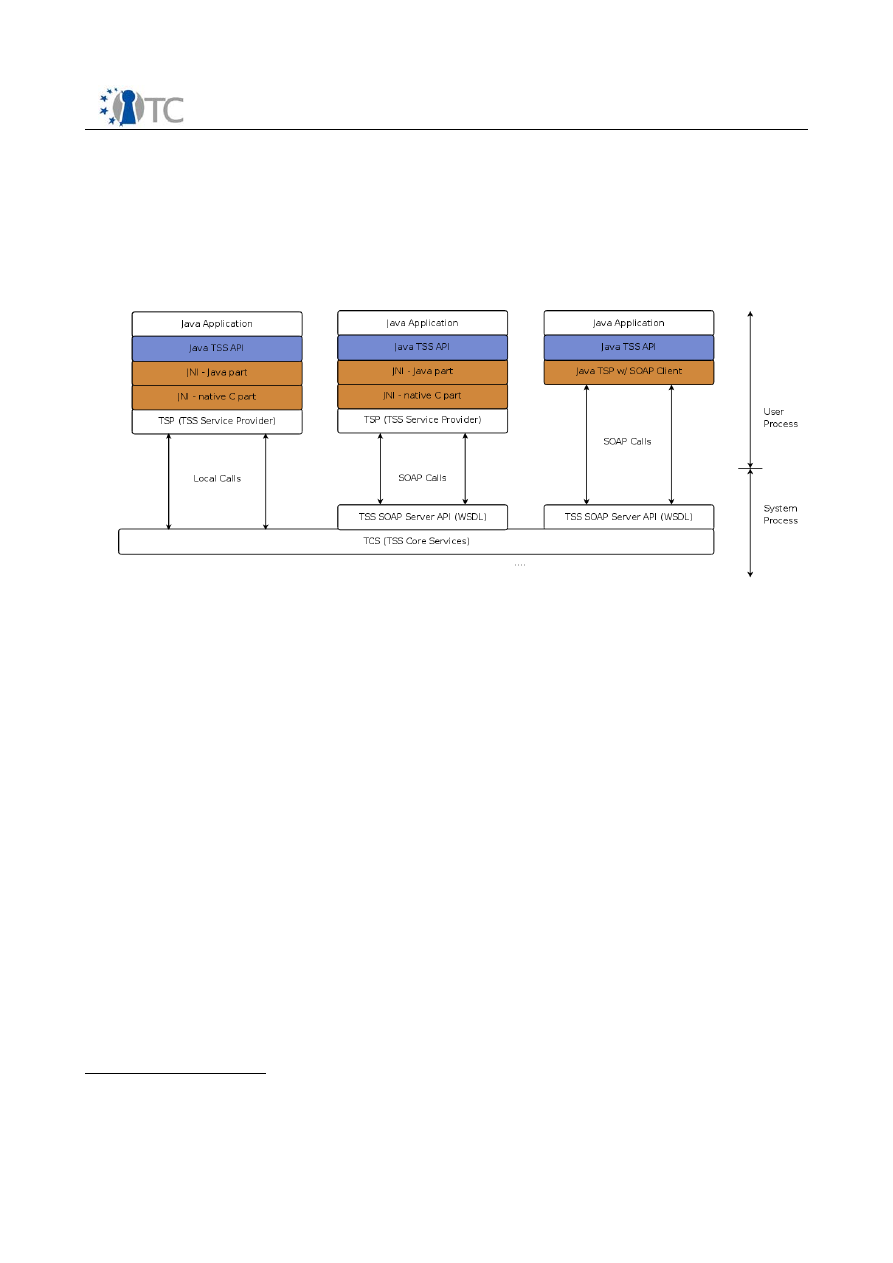 TC
Java Application
Java TSS API
JNI - Java part
JNI - native C part
TSP (TSS Service Provider)
Local Calls
Java Application
Java TSS API
JNI - Java part
JNI - native C part
TSP (TSS Service Provider)
SOAP Calls
TSS SOAP Server API (WSDL)
Java Application
Java TSS API
Java TSP w/ SOAP Client
SOAP Calls
TSS SOAP Server API (WSDL)
TCS (TSS Core Services)
....
User
Process
System
Process